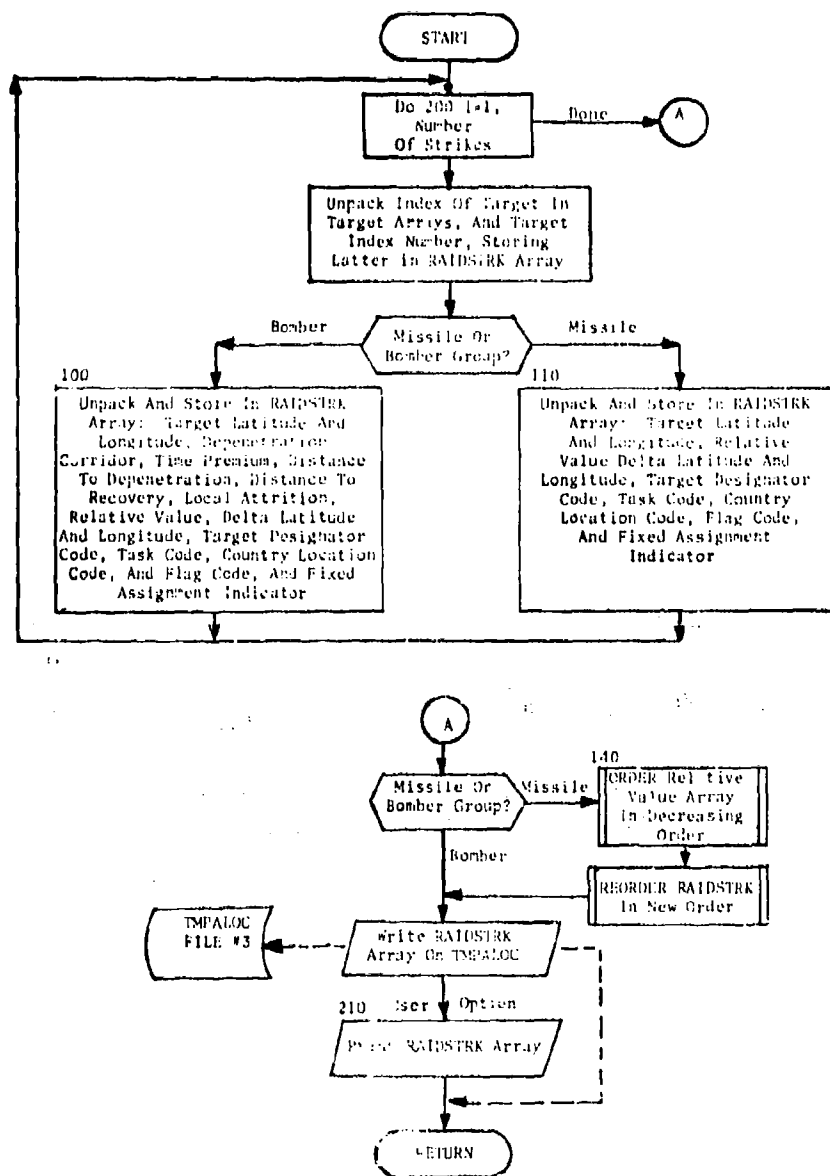 START
Do 200 I=1,
Number
Of Strikes
Done
A
Unpack Index Of Target In
Target Arrays, And Target
Index Number, Storing
Latter in RAIDSTRK Array
Bomber
Missile Or
Bomber Group?
Missile
100
Unpack And Store In RAIDSTRK
Array: Target Latitude And
Longitude, Depenetration
Corridor, Time Premium, Distance
To Depenetration, Distance To
Recovery, Local Attrition,
Relative Value, Delta Latitude
And Longitude, Target Designator
Code, Task Code, Country Location
Code, And Flag Code, And Fixed
Assignment Indicator
110
Unpack And Store In RAIDSTRK
Array: Target Latitude
And Longitude, Relative
Value Delta Latitude And
Longitude, Target Designator
Code, Task Code, Country
Location Code, Flag Code,
And Fixed Assignment
Indicator
A
Missile Or
Bomber Group?
Missile
Bomber
140
ORDER Relative
Value Array
In Decreasing
Order
REORDER RAIDSTRK
In New Order
TMPALOC
FILE #3
Write RAIDSTRK
Array On TMPALOC
User Option
210
Print RAIDSTRK Array
RETURN